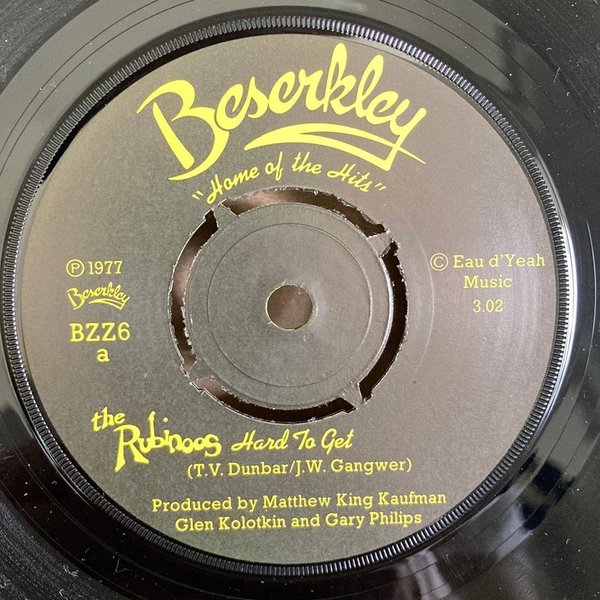 Beserkley
"Home of the Hits"
℗ 1977
Beserkley
BZZ6
a
© Eau d'Yeah
Music
3.02
the Rubinoos Hard To Get
(T.V. Dunbar/J.W. Gangwer)
Produced by Matthew King Kaufman
Glen Kolotkin and Gary Philips